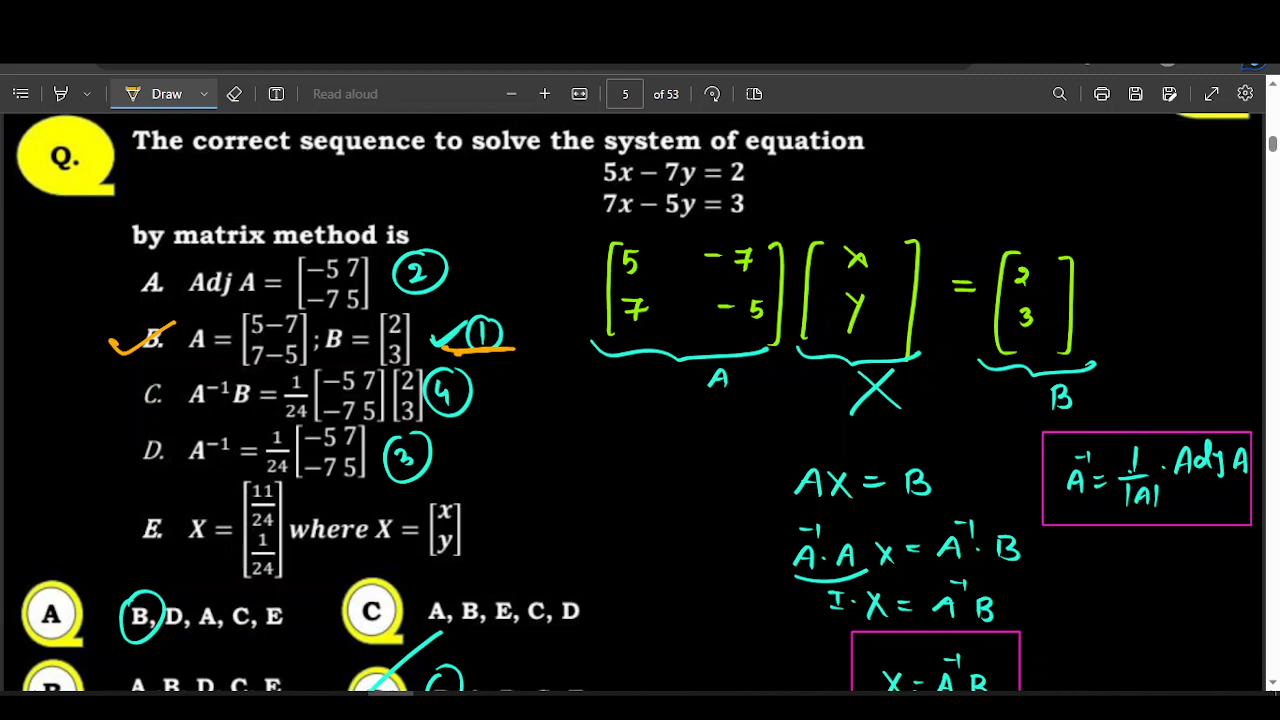 Draw
Read aloud
5 of 53
Q. The correct sequence to solve the system of equation
5x − 7y = 2
7x − 5y = 3
by matrix method is
[5 −7 [x = [2
7 −5] y] 3]
A X B
A. Adj A = [−5 7
−7 5] 2
B. A = [5−7
7−5] ; B = [2
3] 1
C. A⁻¹B = 1/24 [−5 7
−7 5] [2
3] 4
D. A⁻¹ = 1/24 [−5 7
−7 5] 3
E. X = [11/24
1/24] where X = [x
y]
AX = B
A⁻¹ = 1/|A| · Adj A
A⁻¹·A X = A⁻¹·B
I·X = A⁻¹B
X = A⁻¹B
A B, D, A, C, E
C A, B, E, C, D